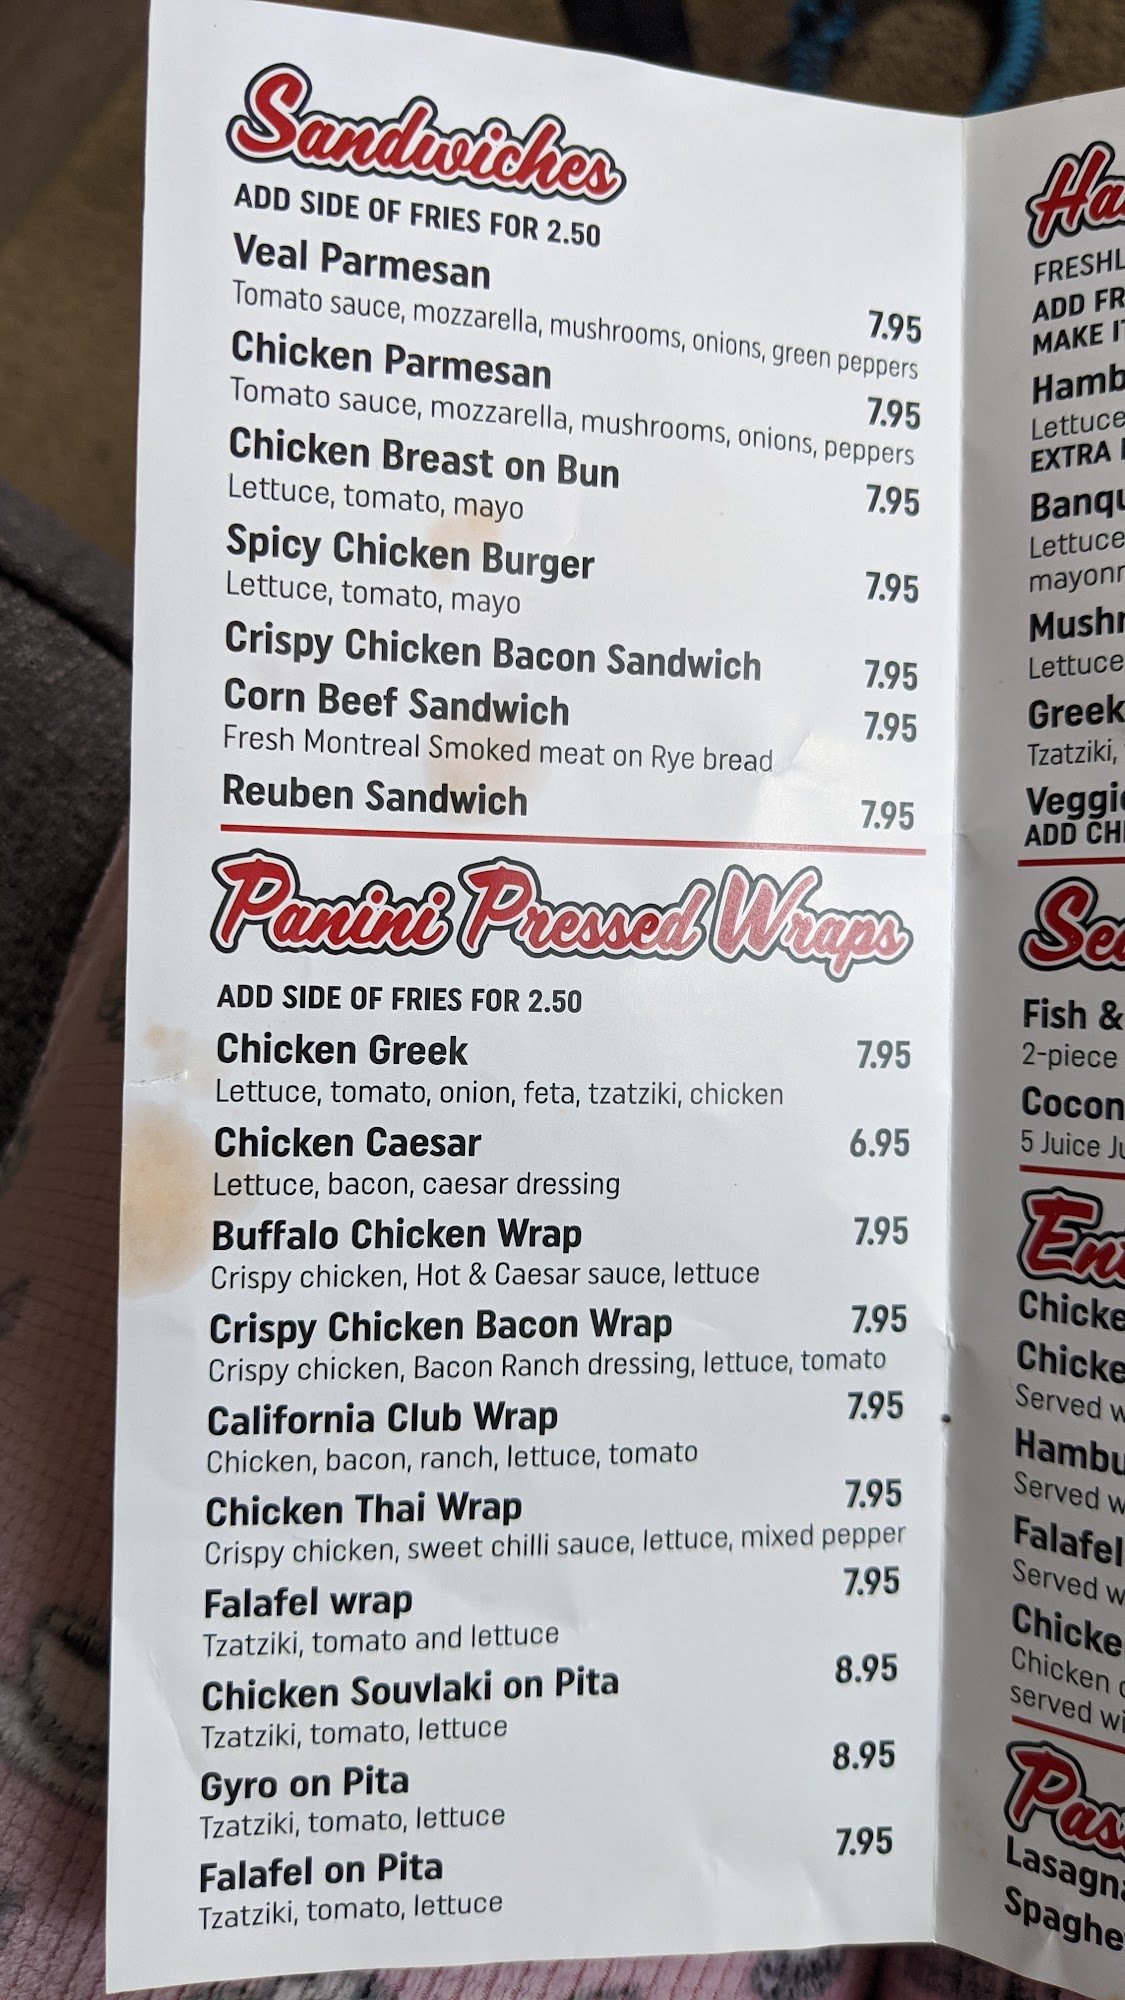 Sandwiches
ADD SIDE OF FRIES FOR 2.50
Veal Parmesan 7.95
Tomato sauce, mozzarella, mushrooms, onions, green peppers
Chicken Parmesan 7.95
Tomato sauce, mozzarella, mushrooms, onions, peppers
Chicken Breast on Bun 7.95
Lettuce, tomato, mayo
Spicy Chicken Burger 7.95
Lettuce, tomato, mayo
Crispy Chicken Bacon Sandwich 7.95
Corn Beef Sandwich 7.95
Fresh Montreal Smoked meat on Rye bread
Reuben Sandwich 7.95
Panini Pressed Wraps
ADD SIDE OF FRIES FOR 2.50
Chicken Greek 7.95
Lettuce, tomato, onion, feta, tzatziki, chicken
Chicken Caesar 6.95
Lettuce, bacon, caesar dressing
Buffalo Chicken Wrap 7.95
Crispy chicken, Hot & Caesar sauce, lettuce
Crispy Chicken Bacon Wrap 7.95
Crispy chicken, Bacon Ranch dressing, lettuce, tomato
California Club Wrap 7.95
Chicken, bacon, ranch, lettuce, tomato
Chicken Thai Wrap 7.95
Crispy chicken, sweet chilli sauce, lettuce, mixed pepper
Falafel wrap 7.95
Tzatziki, tomato and lettuce
Chicken Souvlaki on Pita 8.95
Tzatziki, tomato, lettuce
Gyro on Pita 8.95
Tzatziki, tomato, lettuce
Falafel on Pita 7.95
Tzatziki, tomato, lettuce
ADD
MAKE
Lettuce
EXTRA
Lettuce
Lettuce
Greek
Tzatziki,
ADD
Fish &
2-piece
5 Juice
Served
Served
Falafel
Served
Chicken
served